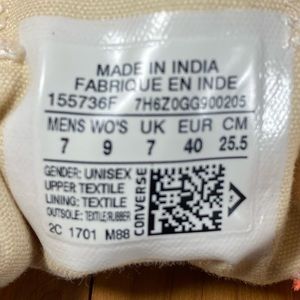 MADE IN INDIA
FABRIQUE EN INDE
155736F 7H6Z0GG900205
MENS WO'S UK EUR CM
7 9 7 40 25.5
GENDER: UNISEX
UPPER: TEXTILE
LINING: TEXTILE
OUTSOLE: TEXTILE/RUBBER
2C 1701 M88
CONVERSE